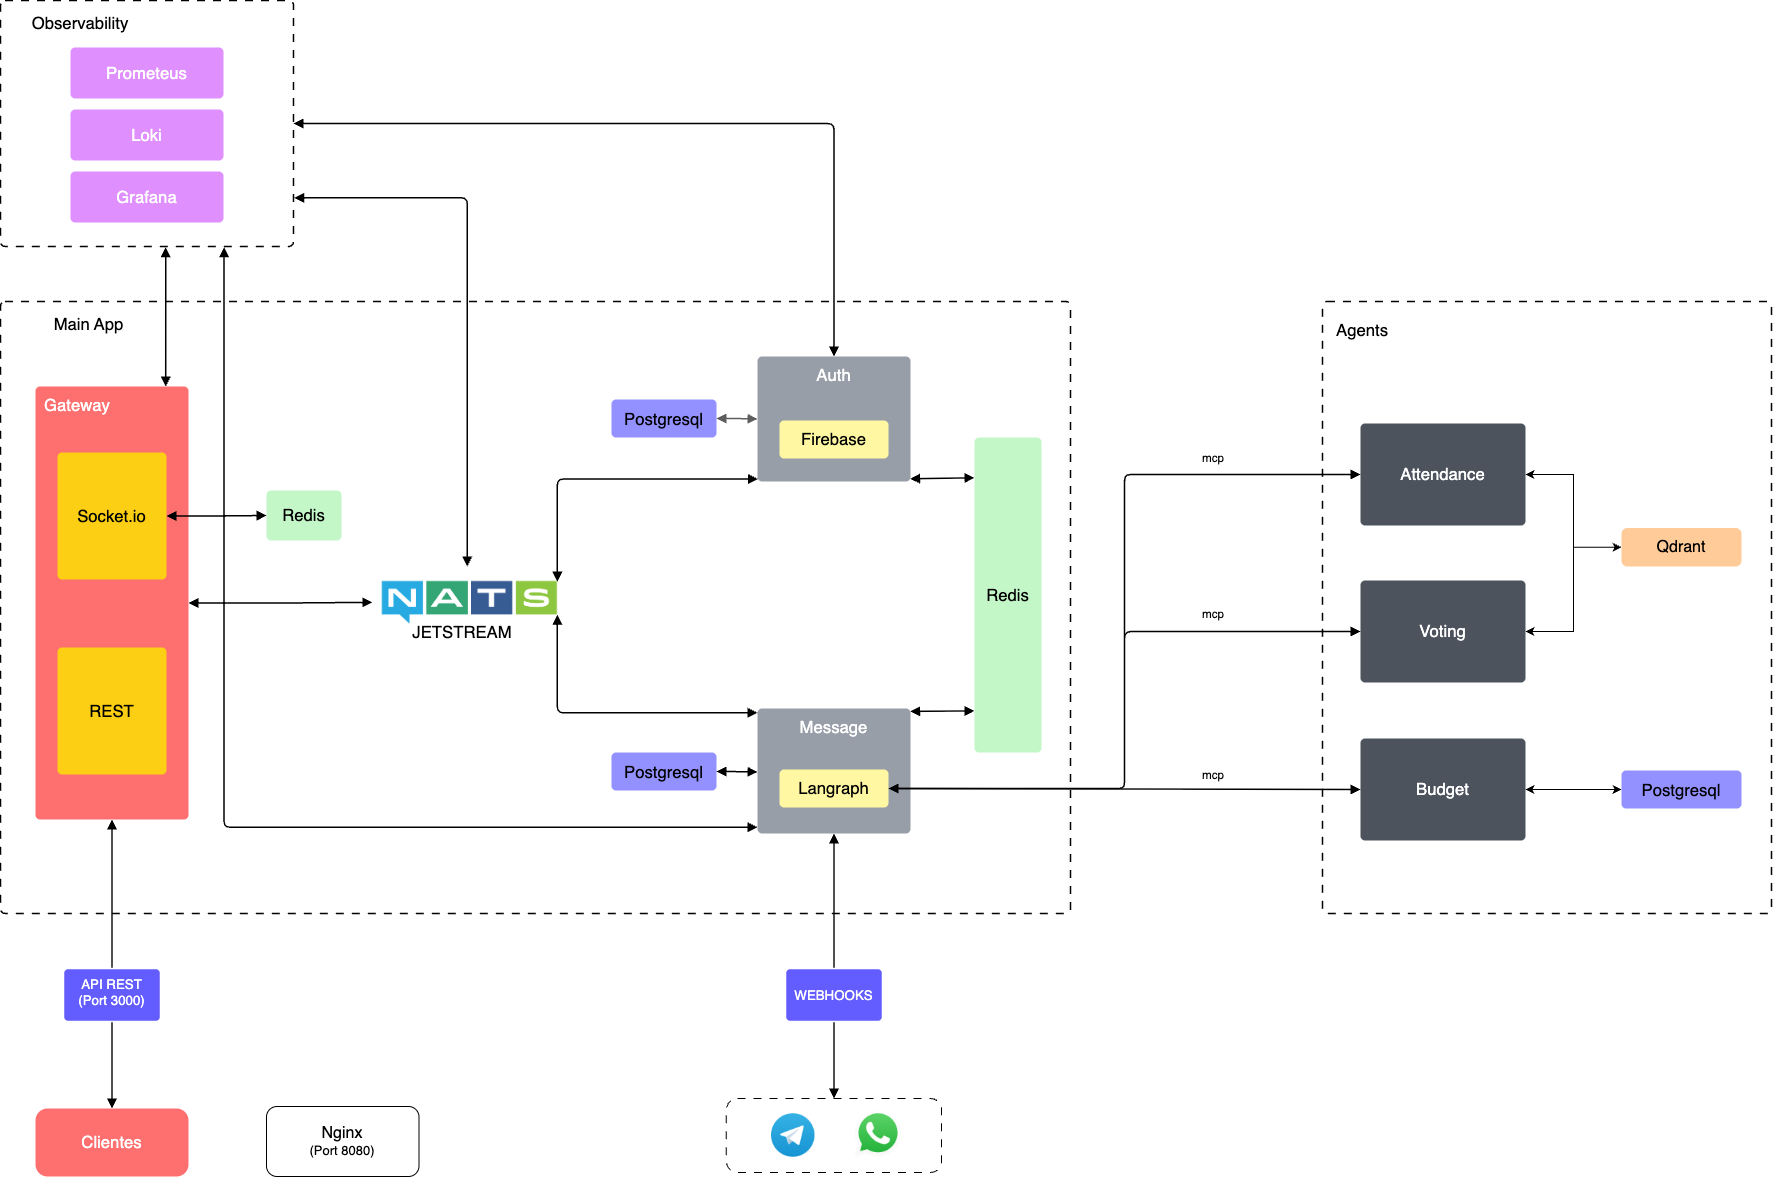 Observability
Prometeus
Loki
Grafana
Main App
Agents
Gateway
Socket.io
REST
Redis
NATS
JETSTREAM
Auth
Postgresql
Firebase
Redis
Message
Postgresql
Langraph
mcp
mcp
mcp
Attendance
Voting
Budget
Qdrant
Postgresql
API REST
(Port 3000)
WEBHOOKS
Clientes
Nginx
(Port 8080)